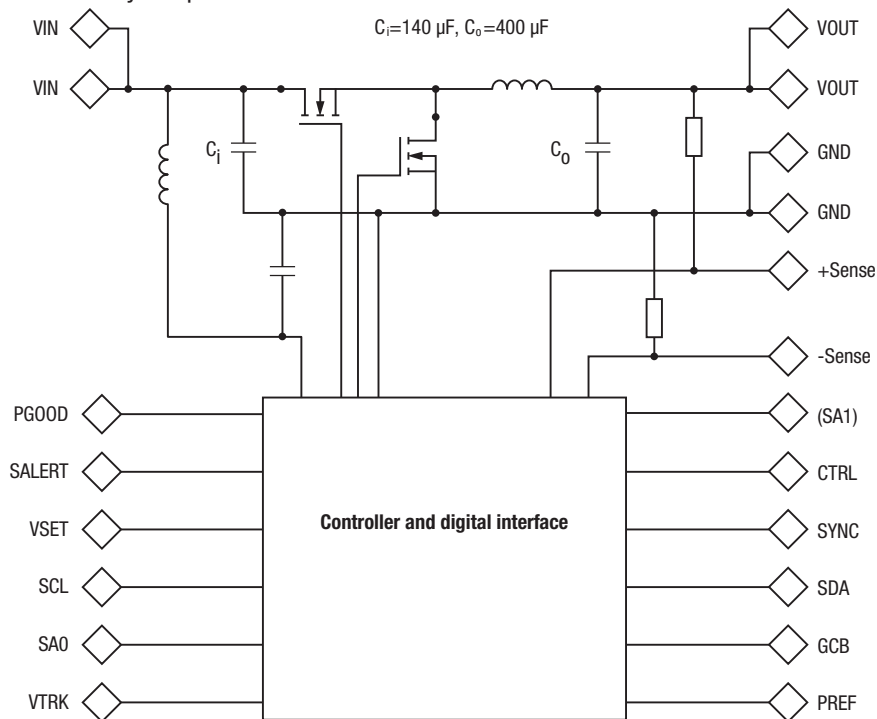 VIN
Cᵢ=140 µF, Cₒ=400 µF
VOUT
VIN
VOUT
Ci
Co
GND
GND
+Sense
-Sense
PGOOD
(SA1)
SALERT
CTRL
VSET
Controller and digital interface
SYNC
SCL
SDA
SA0
GCB
VTRK
PREF